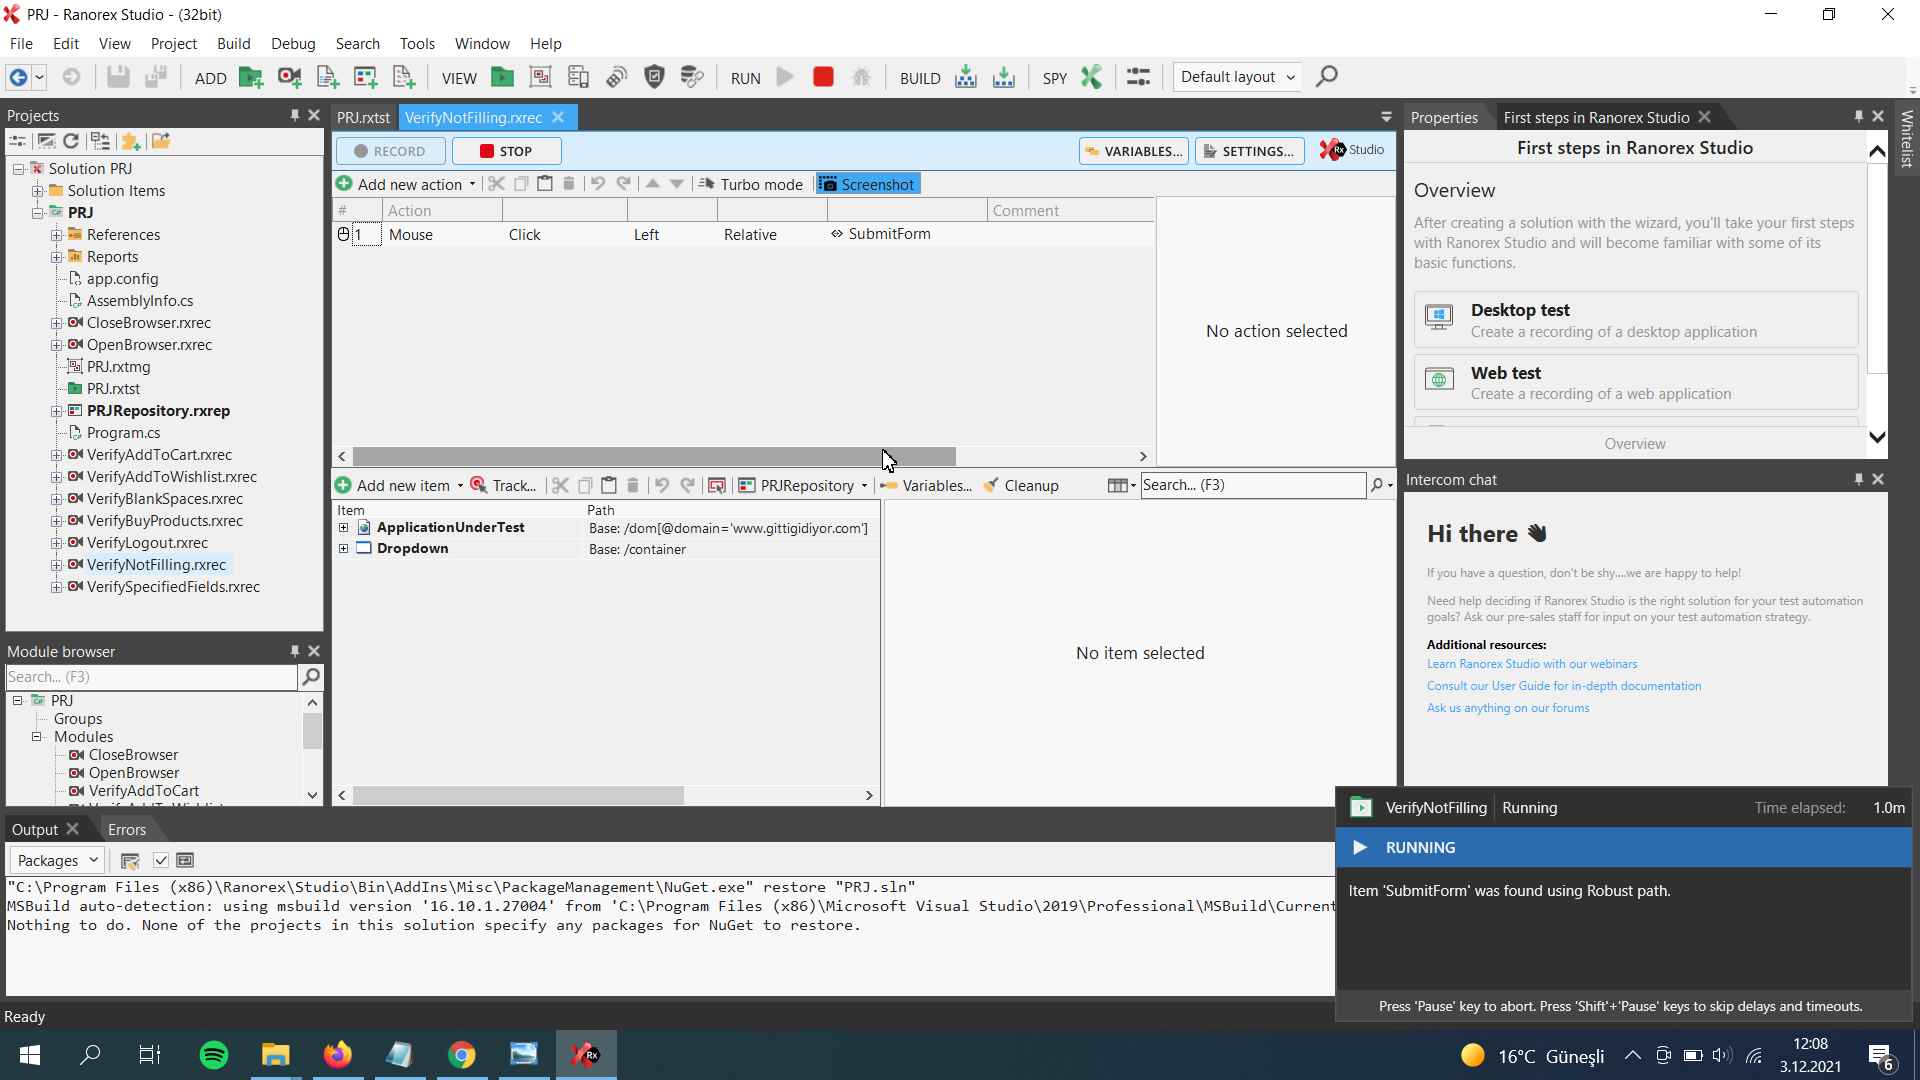 PRJ - Ranorex Studio - (32bit)
File Edit View Project Build Debug Search Tools Window Help
ADD VIEW RUN BUILD SPY Default layout
Projects
Solution PRJ
Solution Items
PRJ
References
Reports
app.config
AssemblyInfo.cs
CloseBrowser.rxrec
OpenBrowser.rxrec
PRJ.rxtmg
PRJ.rxtst
PRJRepository.rxrep
Program.cs
VerifyAddToCart.rxrec
VerifyAddToWishlist.rxrec
VerifyBlankSpaces.rxrec
VerifyBuyProducts.rxrec
VerifyLogout.rxrec
VerifyNotFilling.rxrec
VerifySpecifiedFields.rxrec
Module browser
Search... (F3)
PRJ
Groups
Modules
CloseBrowser
OpenBrowser
VerifyAddToCart
PRJ.rxtst VerifyNotFilling.rxrec
RECORD STOP VARIABLES... SETTINGS... Rx Studio
Add new action Turbo mode Screenshot
# Action Comment
1 Mouse Click Left Relative SubmitForm
No action selected
Add new item Track... PRJRepository Variables... Cleanup Search... (F3)
Item Path
ApplicationUnderTest Base: /dom[@domain='www.gittigidiyor.com']
Dropdown Base: /container
No item selected
Properties First steps in Ranorex Studio
Whitelist
First steps in Ranorex Studio
Overview
After creating a solution with the wizard, you'll take your first steps
with Ranorex Studio and will become familiar with some of its
basic functions.
Desktop test
Create a recording of a desktop application
Web test
Create a recording of a web application
Overview
Intercom chat
Hi there
If you have a question, don't be shy....we are happy to help!
Need help deciding if Ranorex Studio is the right solution for your test automation
goals? Ask our pre-sales staff for input on your test automation strategy.
Additional resources:
Learn Ranorex Studio with our webinars
Consult our User Guide for in-depth documentation
Ask us anything on our forums
Output Errors
Packages
"C:\Program Files (x86)\Ranorex\Studio\Bin\AddIns\Misc\PackageManagement\NuGet.exe" restore "PRJ.sln"
MSBuild auto-detection: using msbuild version '16.10.1.27004' from 'C:\Program Files (x86)\Microsoft Visual Studio\2019\Professional\MSBuild\Current
Nothing to do. None of the projects in this solution specify any packages for NuGet to restore.
VerifyNotFilling Running Time elapsed: 1.0m
RUNNING
Item 'SubmitForm' was found using Robust path.
Press 'Pause' key to abort. Press 'Shift'+'Pause' keys to skip delays and timeouts.
Ready
Rx
16°C Güneşli
12:08
3.12.2021
6